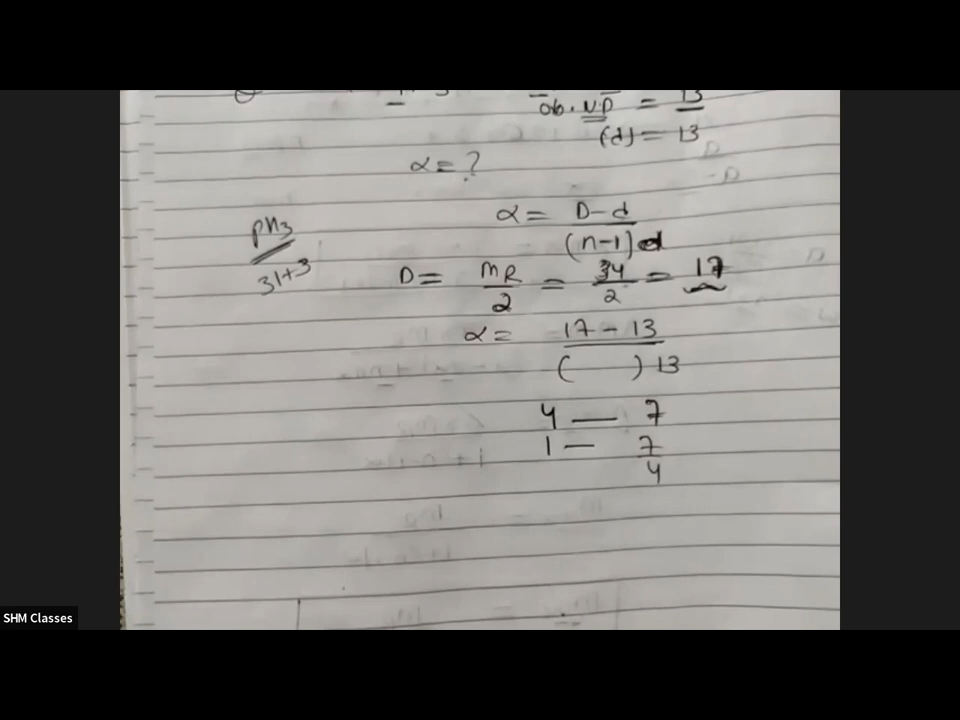 ob. V.D = 13
(d) = 13
α = ?
PH3
31+3
α = D-d
(n-1)d
D = MR = 34 = 17
2 2
α = 17 - 13
( ) 13
4 — 7
1 — 7
4
SHM Classes